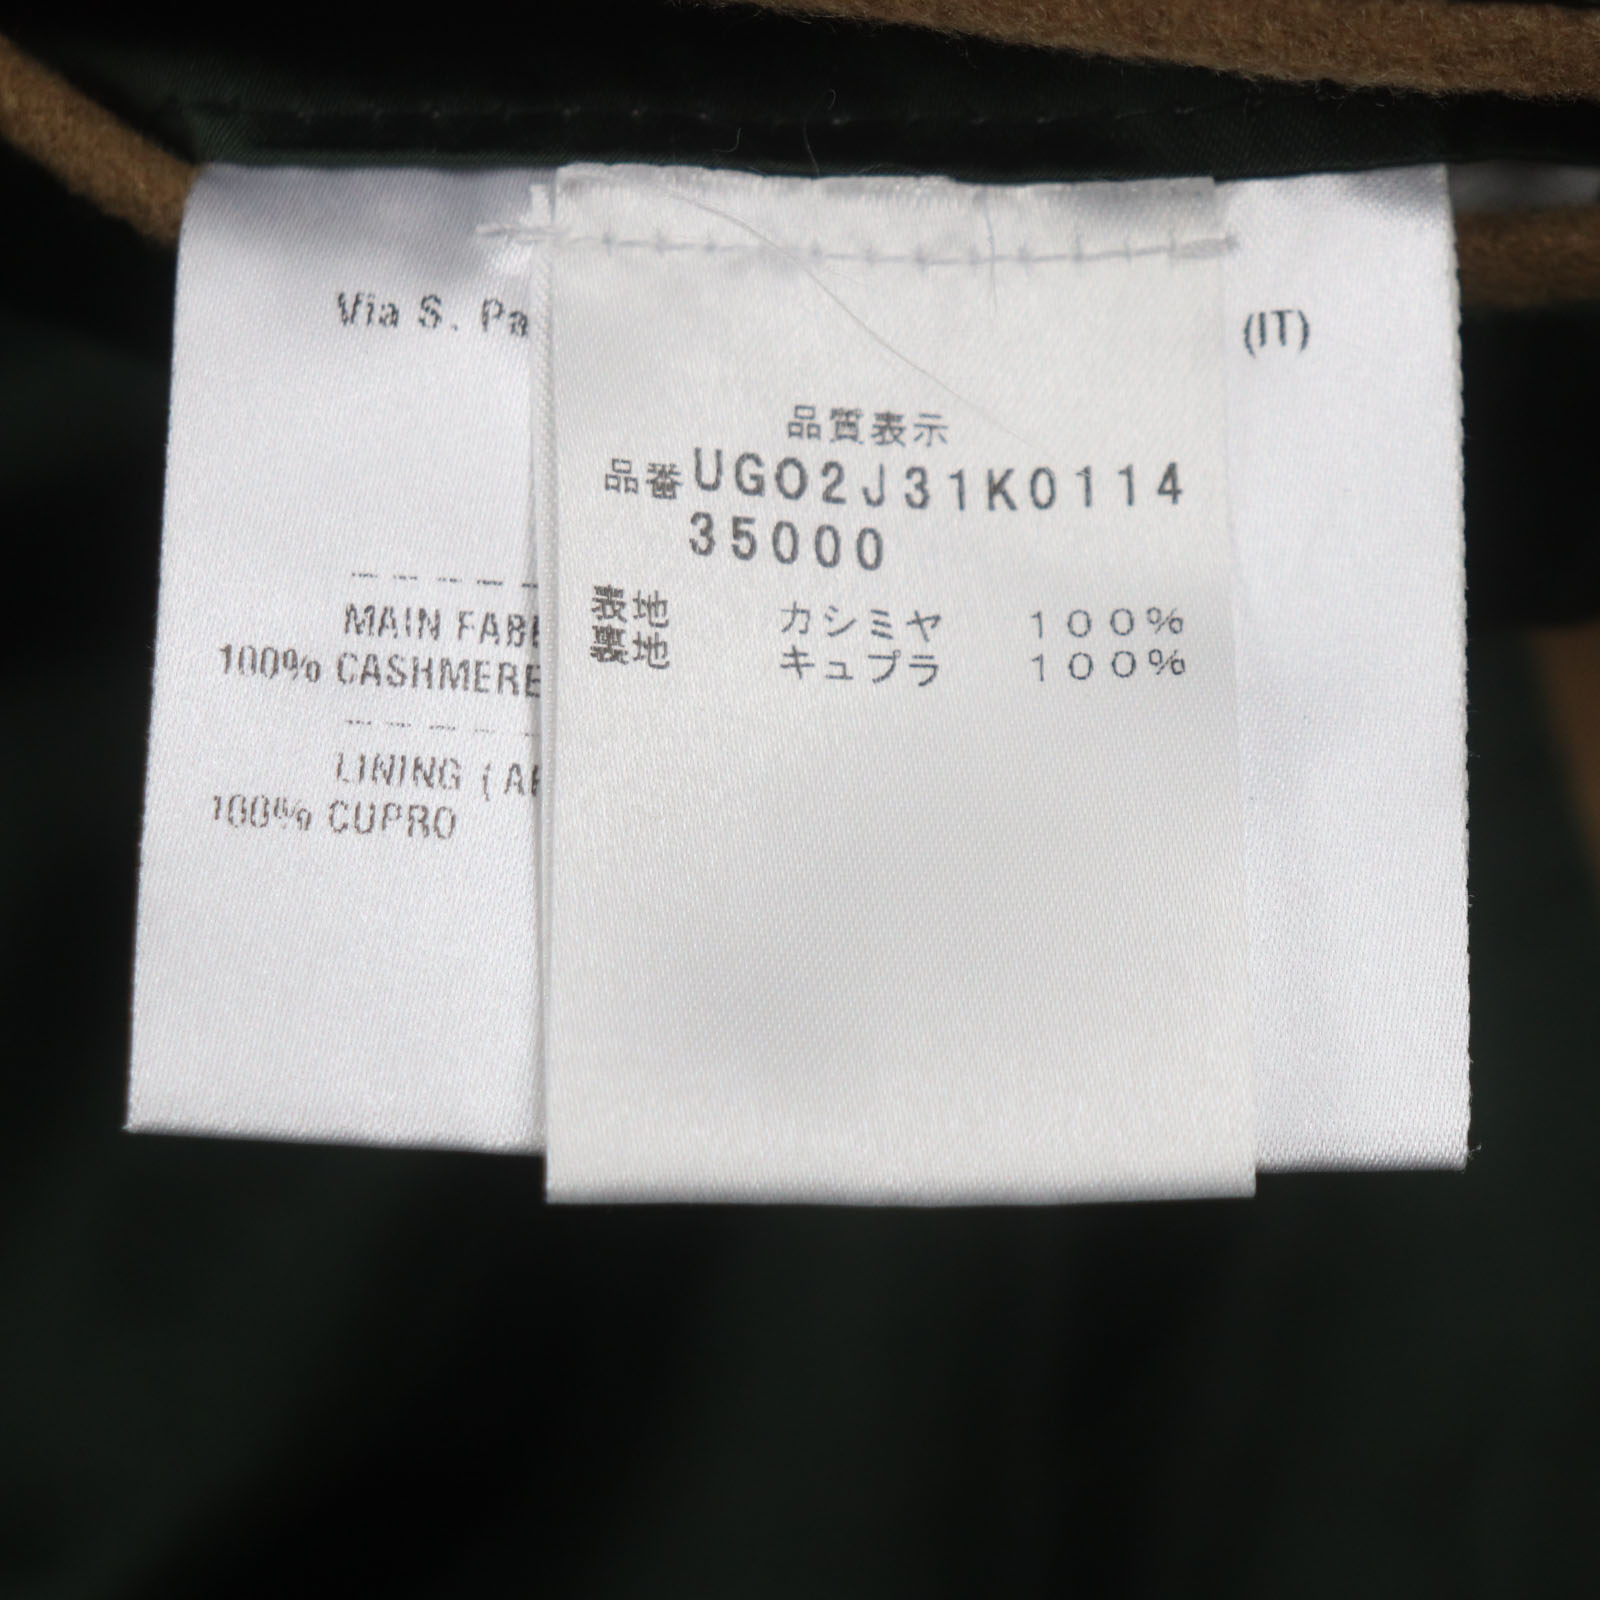 Via S. Pa
(IT)
品質表示
品番UGO2J31K0114
35000
表地 カシミヤ 100%
裏地 キュプラ 100%
MAIN FAB
100% CASHMERE
LINING (A
100% CUPRO